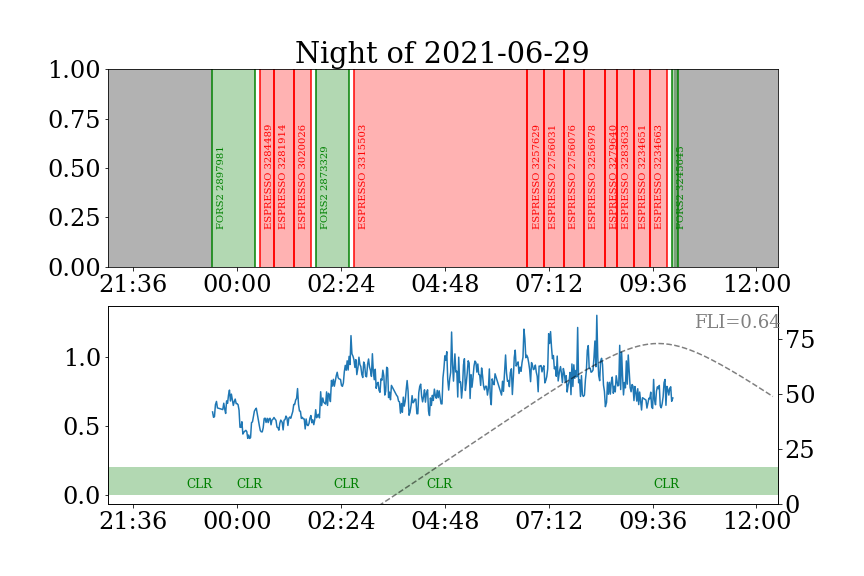 Night of 2021-06-29
1.00
0.75
0.50
0.25
0.00
FORS2 2897981
ESPRESSO 3284489
ESPRESSO 3281914
ESPRESSO 3020026
FORS2 2873329
ESPRESSO 3315503
ESPRESSO 3257629
ESPRESSO 2756031
ESPRESSO 2756076
ESPRESSO 3256978
ESPRESSO 3279640
ESPRESSO 3283633
ESPRESSO 3234651
ESPRESSO 3234663
FORS2 3245645
21:36 00:00 02:24 04:48 07:12 09:36 12:00
FLI=0.64
1.0
0.5
0.0
75
50
25
0
CLR CLR CLR CLR CLR
21:36 00:00 02:24 04:48 07:12 09:36 12:00